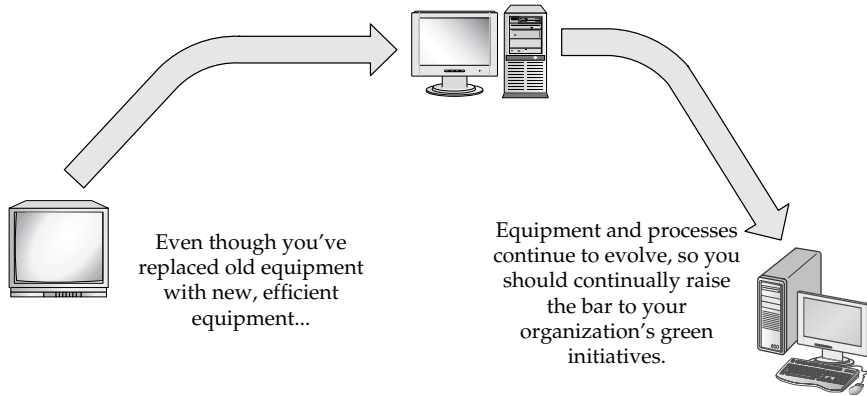 Even though you’ve
replaced old equipment
with new, efficient
equipment...
Equipment and processes
continue to evolve, so you
should continually raise
the bar to your
organization’s green
initiatives.